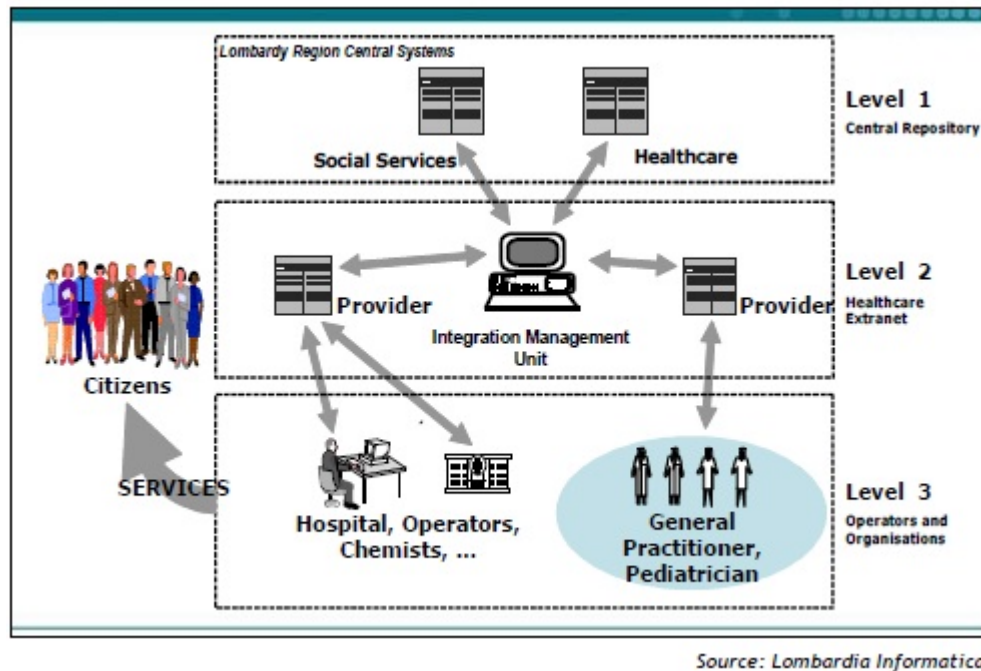 Lombardy Region Central Systems
Social Services
Healthcare
Level 1
Central Repository
Provider
Integration Management
Unit
Provider
Level 2
Healthcare
Extranet
Citizens
SERVICES
Hospital, Operators,
Chemists, ...
General
Practitioner,
Pediatrician
Level 3
Operators and
Organisations
Source: Lombardia Informatica